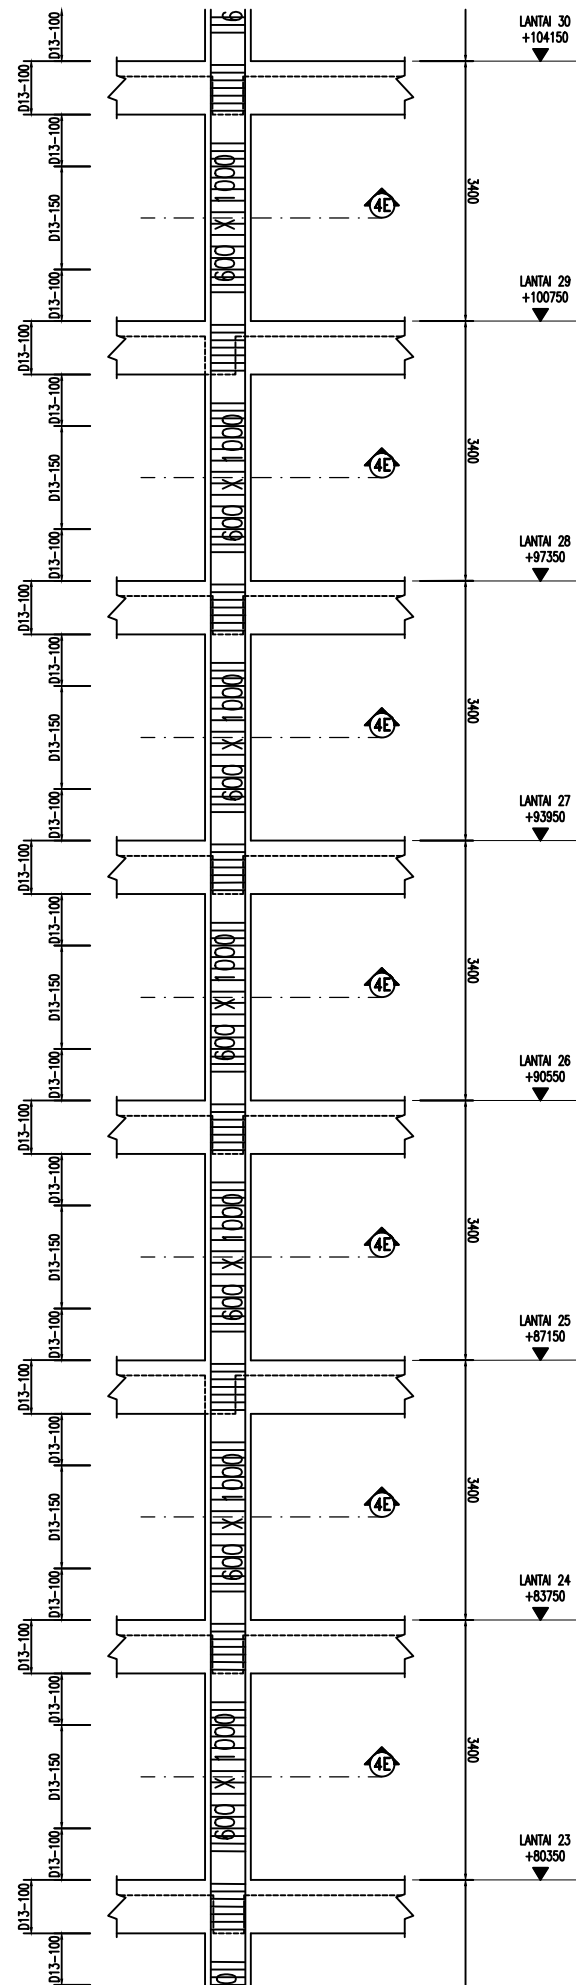 D13-100
6
LANTAI 30
+104150
D13-100
D13-100
600 X 1000
D13-150
4E
3400
D13-100
LANTAI 29
+100750
D13-100
D13-100
600 X 1000
D13-150
4E
3400
D13-100
LANTAI 28
+97350
D13-100
D13-100
600 X 1000
D13-150
4E
3400
D13-100
LANTAI 27
+93950
D13-100
D13-100
600 X 1000
D13-150
4E
3400
D13-100
LANTAI 26
+90550
D13-100
D13-100
600 X 1000
D13-150
4E
3400
D13-100
LANTAI 25
+87150
D13-100
D13-100
600 X 1000
D13-150
4E
3400
D13-100
LANTAI 24
+83750
D13-100
D13-100
600 X 1000
D13-150
4E
3400
D13-100
LANTAI 23
+80350
D13-100
D13-100
0